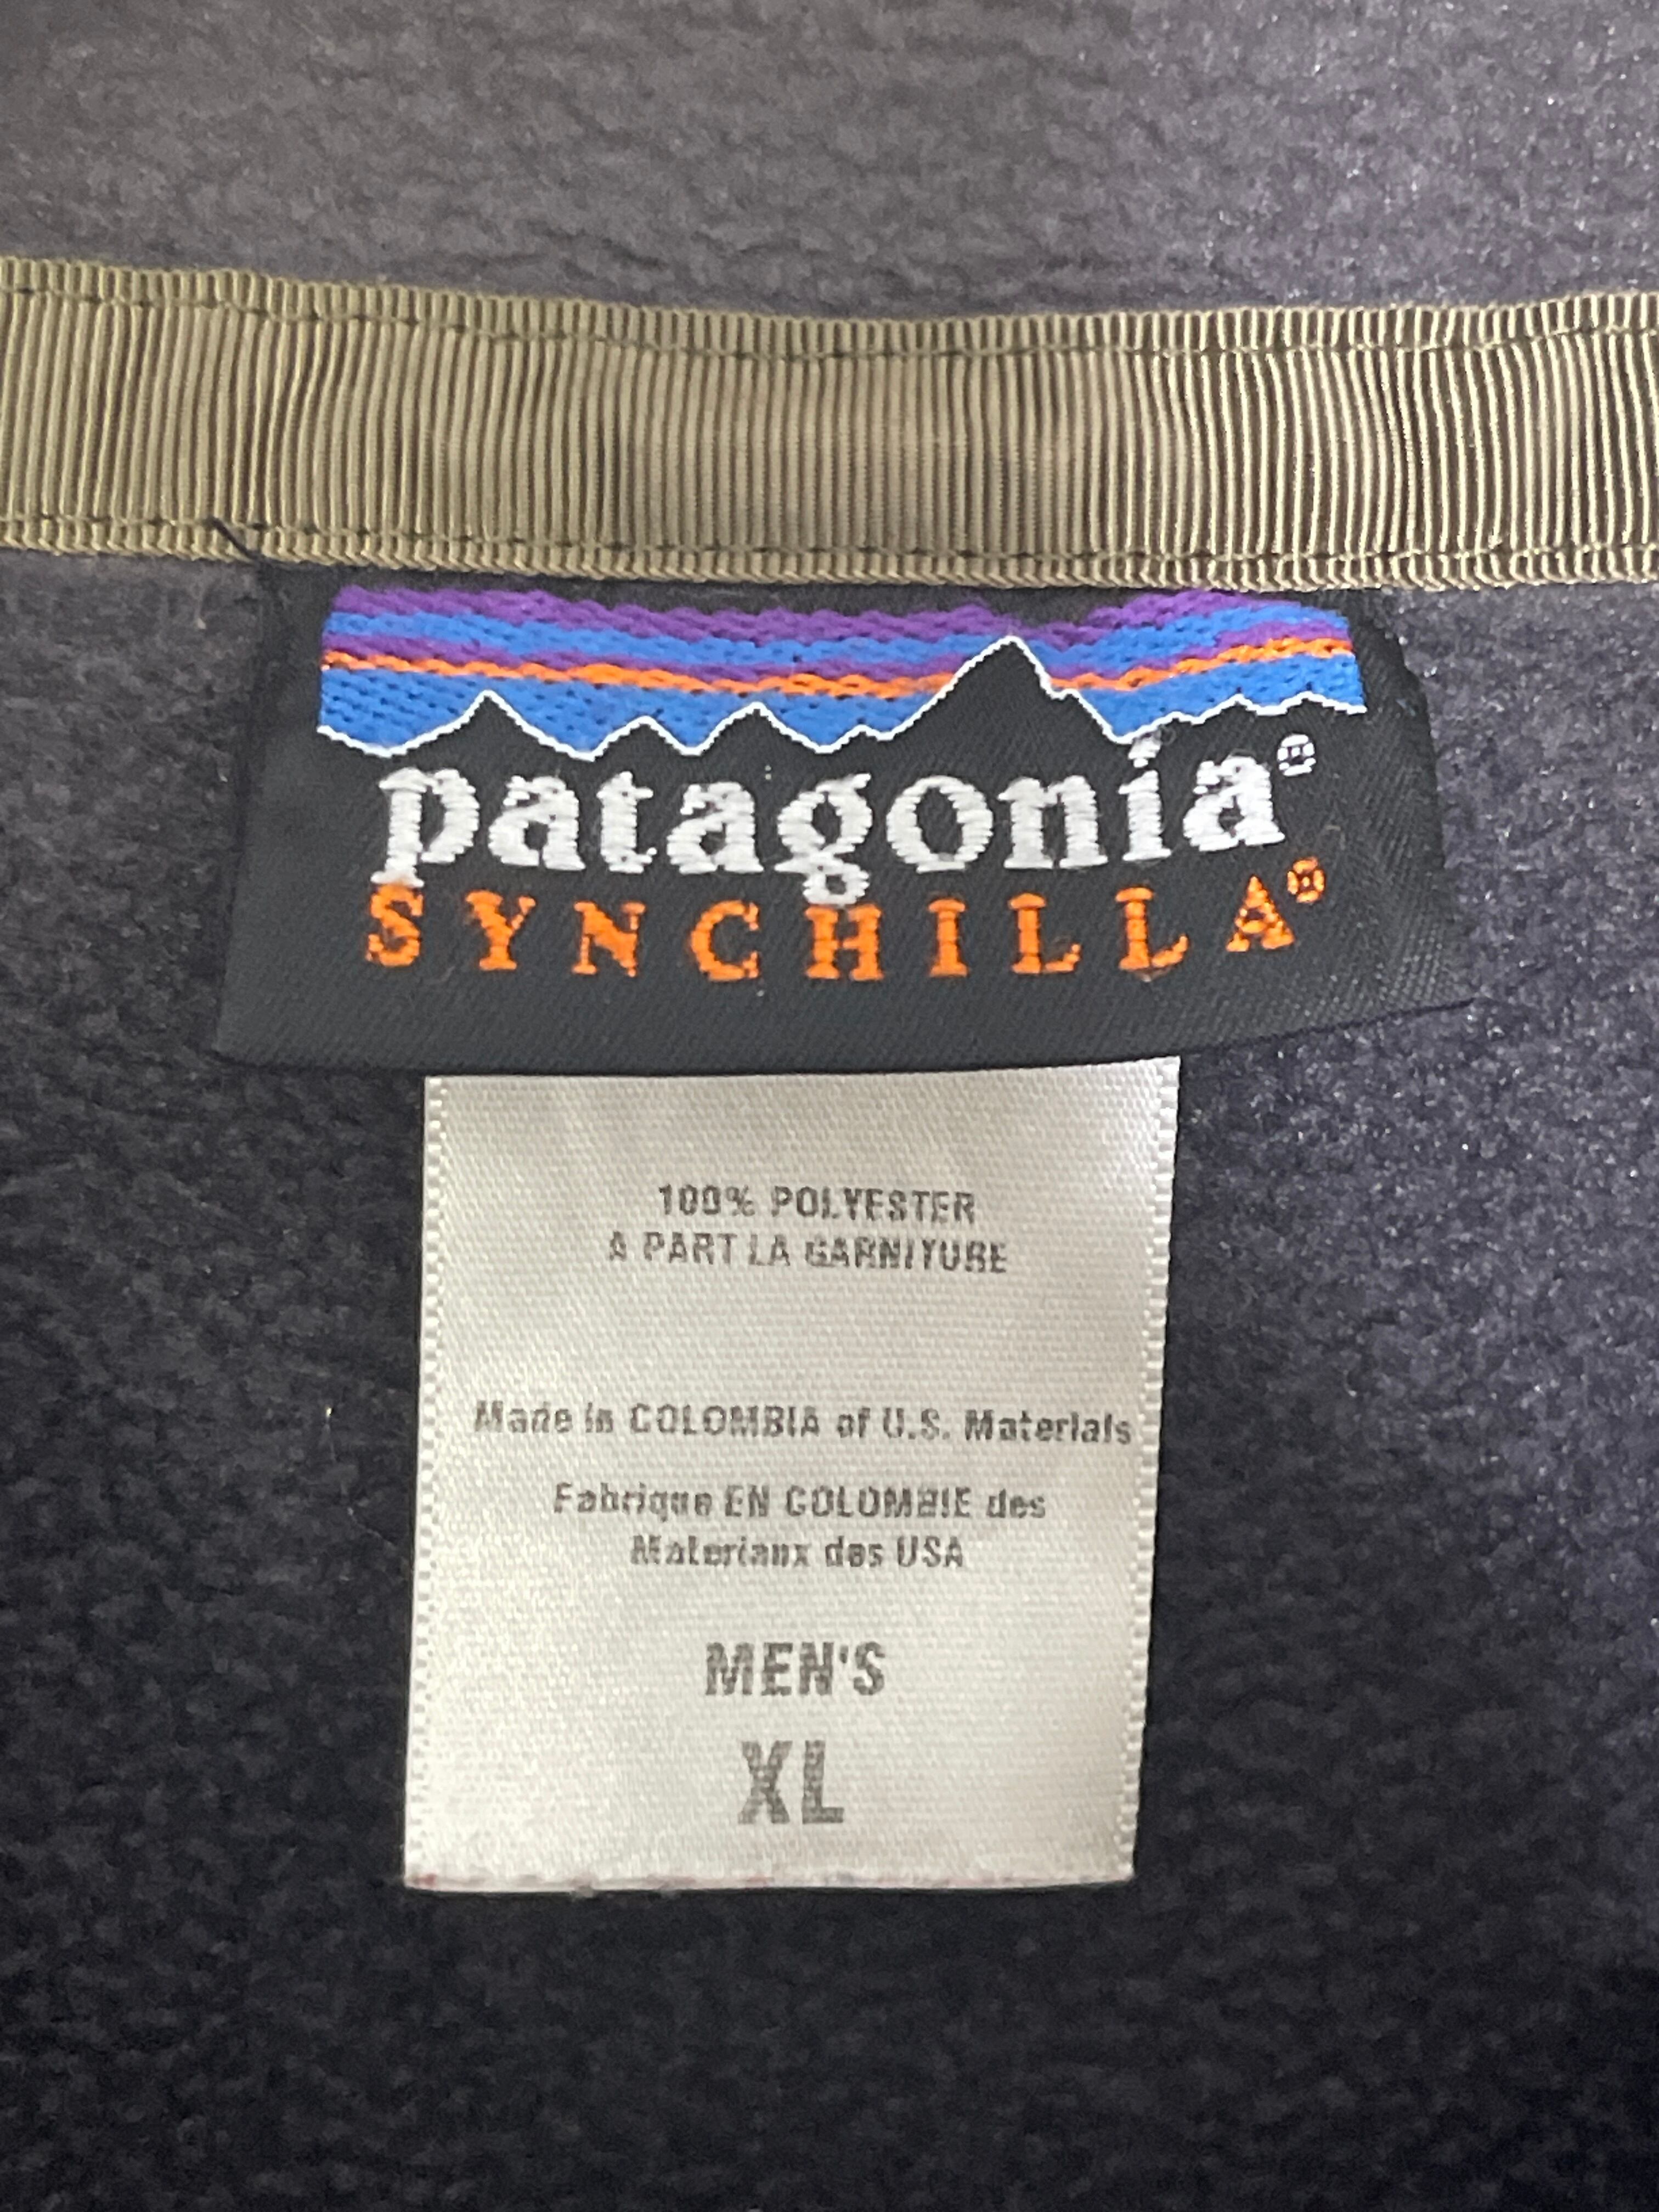 patagonia®
SYNCHILLA®
100% POLYESTER
A PART LA GARNITURE
Made in COLOMBIA of U.S. Materials
Fabrique EN COLOMBIE des
Materiaux des USA
MEN'S
XL